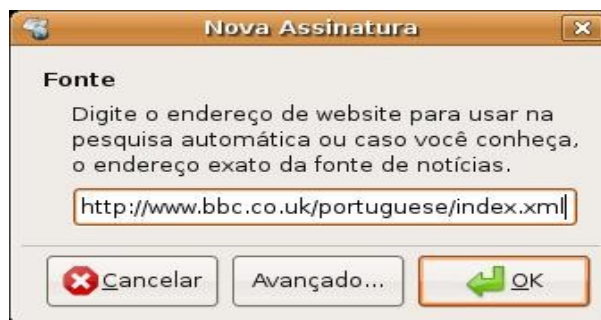 Nova Assinatura
Fonte
Digite o endereço de website para usar na
pesquisa automática ou caso você conheça,
o endereço exato da fonte de notícias.
http://www.bbc.co.uk/portuguese/index.xml
Cancelar Avançado... OK